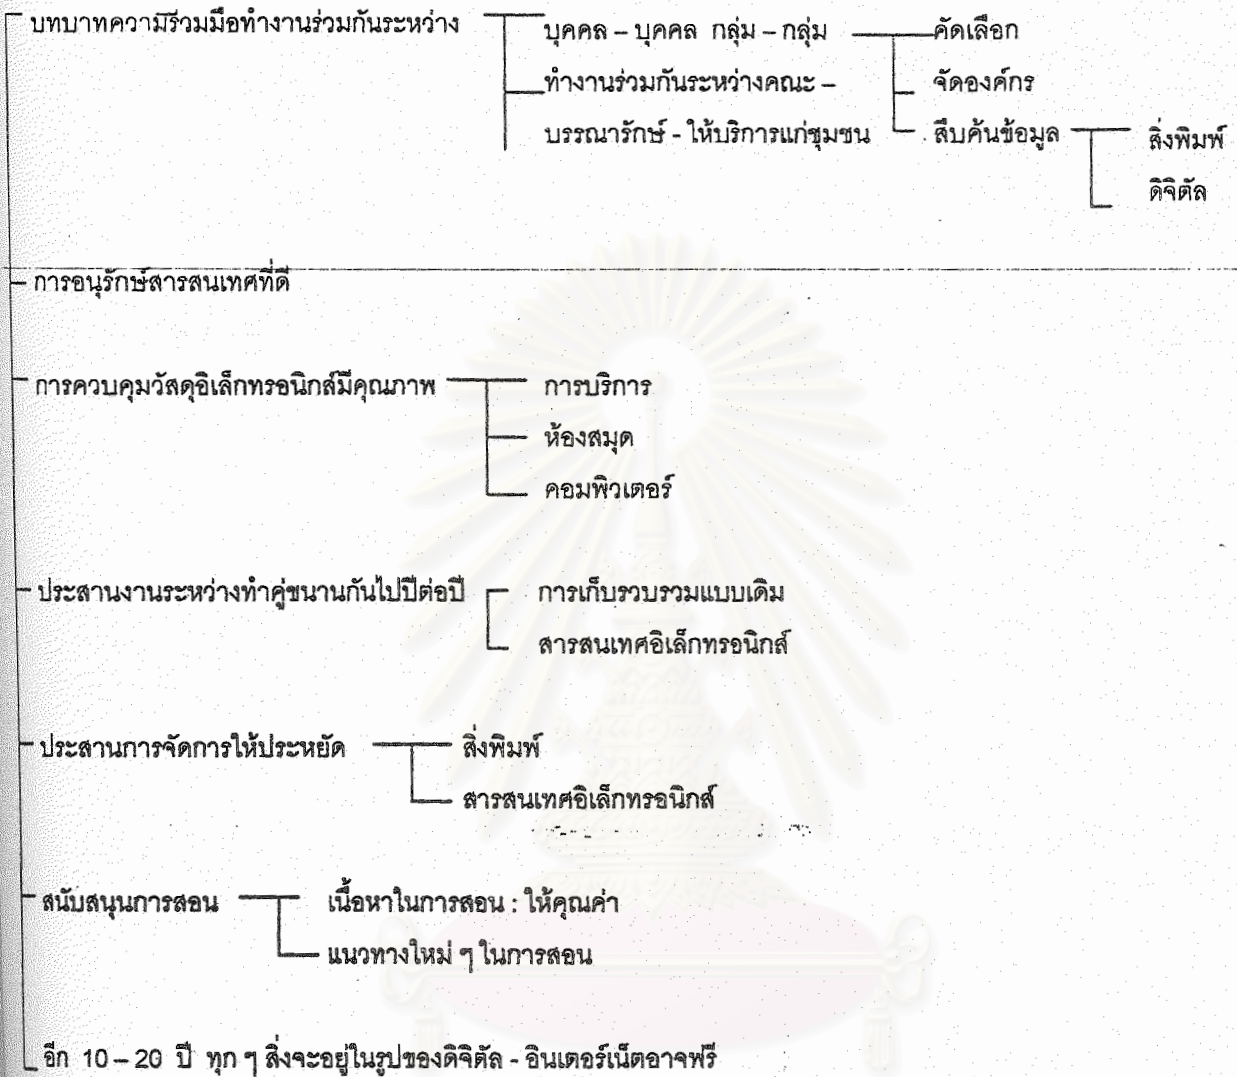 บทบาทความร่วมมือทำงานร่วมกันระหว่าง
บุคคล – บุคคล กลุ่ม – กลุ่ม
คัดเลือก
ทำงานร่วมกันระหว่างคณะ –
จัดองค์กร
บรรณารักษ์ - ให้บริการแก่ชุมชน
สืบค้นข้อมูล
สิ่งพิมพ์
ดิจิตัล
การอนุรักษ์สารสนเทศที่ดี
การควบคุมวัสดุอิเล็กทรอนิกส์มีคุณภาพ
การบริการ
ห้องสมุด
คอมพิวเตอร์
ประสานงานระหว่างทำคู่ขนานกันไปปีต่อปี
การเก็บรวบรวมแบบเดิม
สารสนเทศอิเล็กทรอนิกส์
ประสานการจัดการให้ประหยัด
สิ่งพิมพ์
สารสนเทศอิเล็กทรอนิกส์
สนับสนุนการสอน
เนื้อหาในการสอน : ให้คุณค่า
แนวทางใหม่ ๆ ในการสอน
อีก 10 – 20 ปี ทุก ๆ สิ่งจะอยู่ในรูปของดิจิตัล - อินเตอร์เน็ตอาจฟรี